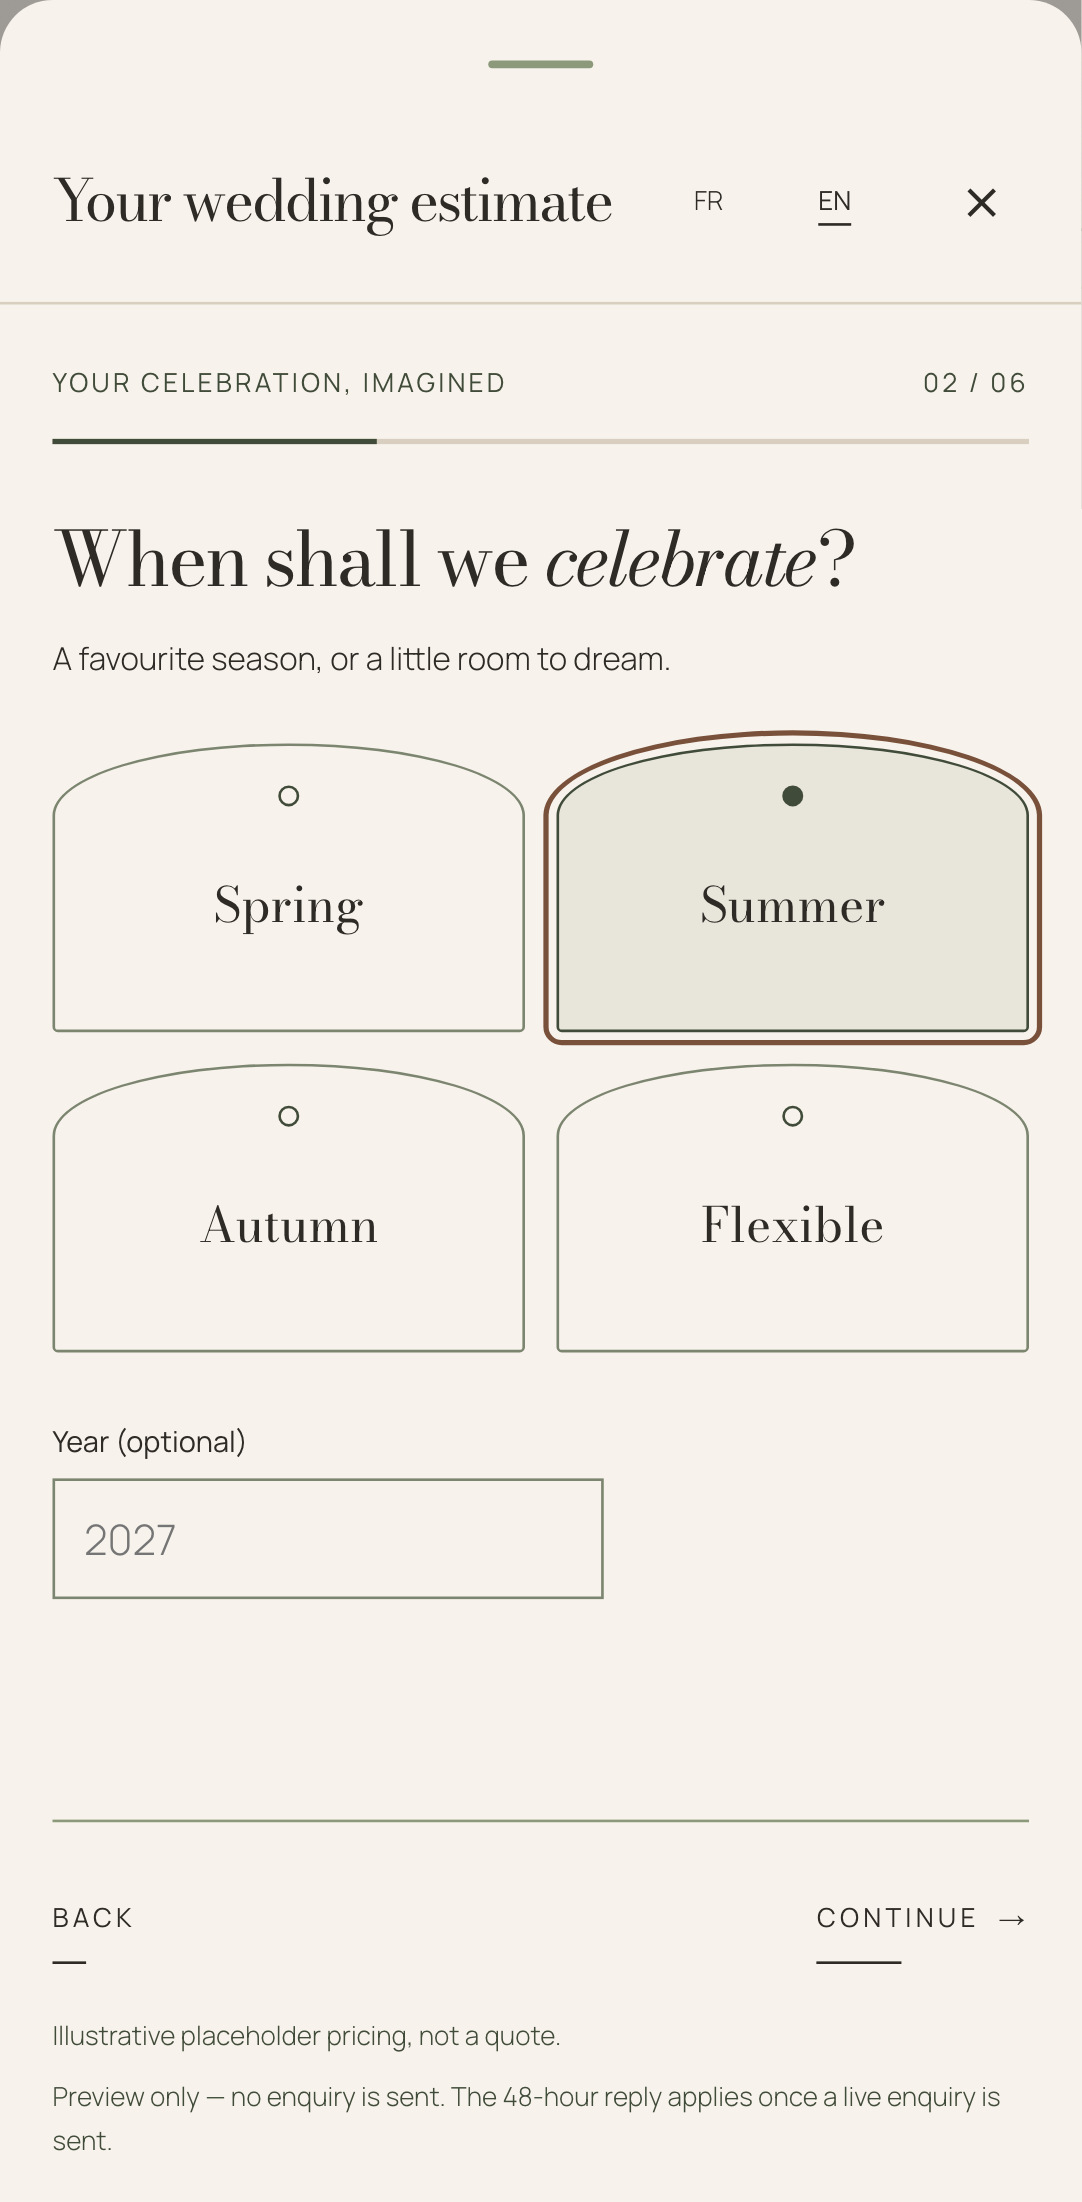 Your wedding estimate FR EN
YOUR CELEBRATION, IMAGINED 02 / 06
When shall we celebrate?
A favourite season, or a little room to dream.
Spring Summer
Autumn Flexible
Year (optional)
2027
BACK CONTINUE →
Illustrative placeholder pricing, not a quote.
Preview only — no enquiry is sent. The 48-hour reply applies once a live enquiry is
sent.